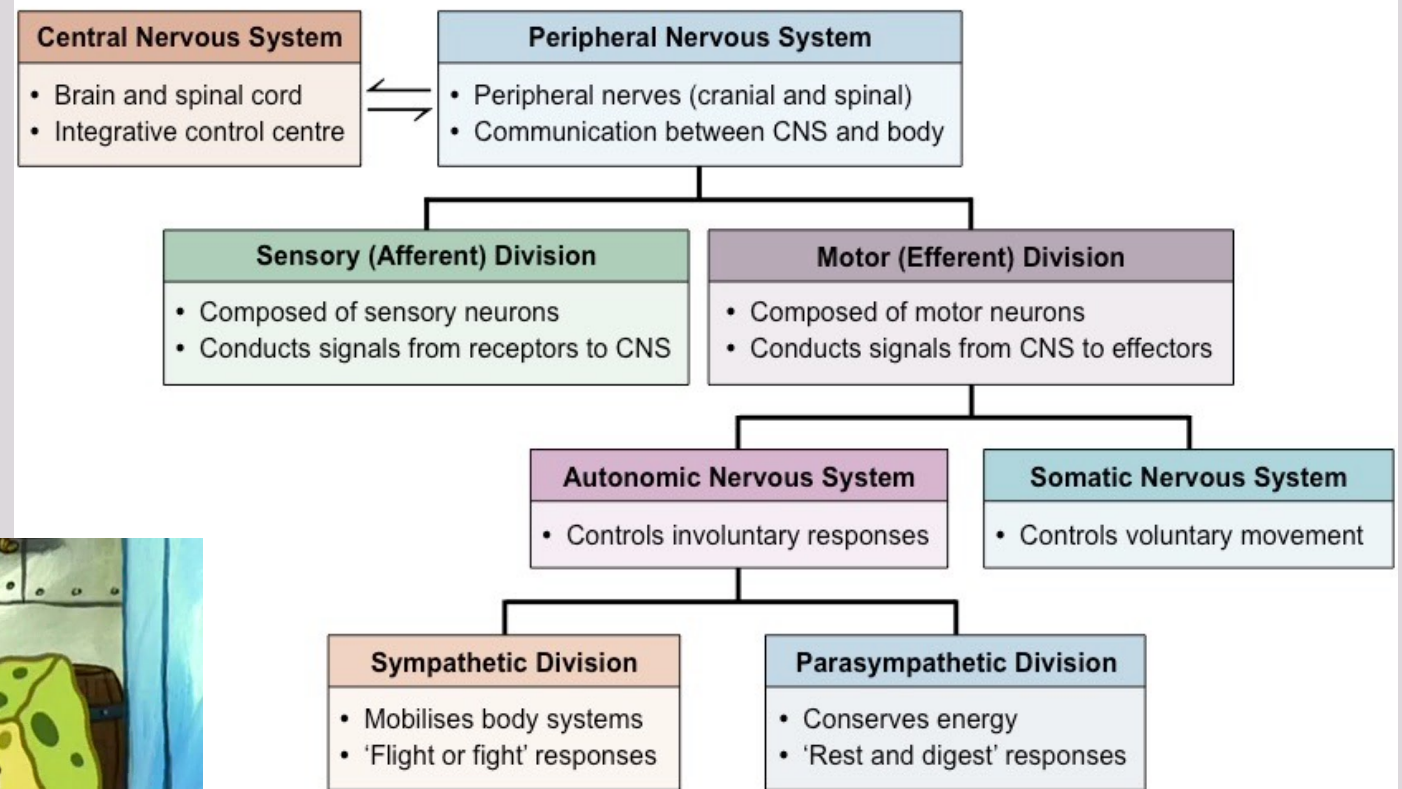 Central Nervous System
• Brain and spinal cord
• Integrative control centre
Peripheral Nervous System
• Peripheral nerves (cranial and spinal)
• Communication between CNS and body
Sensory (Afferent) Division
• Composed of sensory neurons
• Conducts signals from receptors to CNS
Motor (Efferent) Division
• Composed of motor neurons
• Conducts signals from CNS to effectors
Autonomic Nervous System
• Controls involuntary responses
Somatic Nervous System
• Controls voluntary movement
Sympathetic Division
• Mobilises body systems
• ‘Flight or fight’ responses
Parasympathetic Division
• Conserves energy
• ‘Rest and digest’ responses